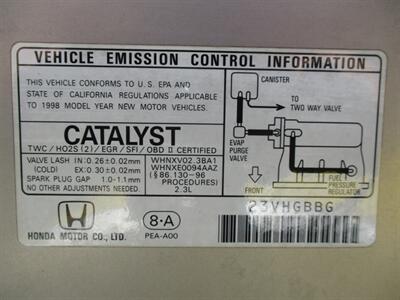 VEHICLE EMISSION CONTROL INFORMATION
THIS VEHICLE CONFORMS TO U.S. EPA AND
STATE OF CALIFORNIA REGULATIONS APPLICABLE
TO 1998 MODEL YEAR NEW MOTOR VEHICLES.
CATALYST
TWC/HO2S(2)/EGR/SFI/OBD II CERTIFIED
VALVE LASH IN:0.26±0.02mm
(COLD) EX:0.30±0.02mm
SPARK PLUG GAP 1.0-1.1mm
WHNXV02.3BA1
WHNXE0094AAZ
(§86.130-96
PROCEDURES)
2.3L
HONDA MOTOR CO., LTD.
8·A
PEA-A00
CANISTER
TO
TWO WAY VALVE
EVAP
PURGE
VALVE
FRONT
FUEL
PRESSURE
REGULATOR
23VHGBBG